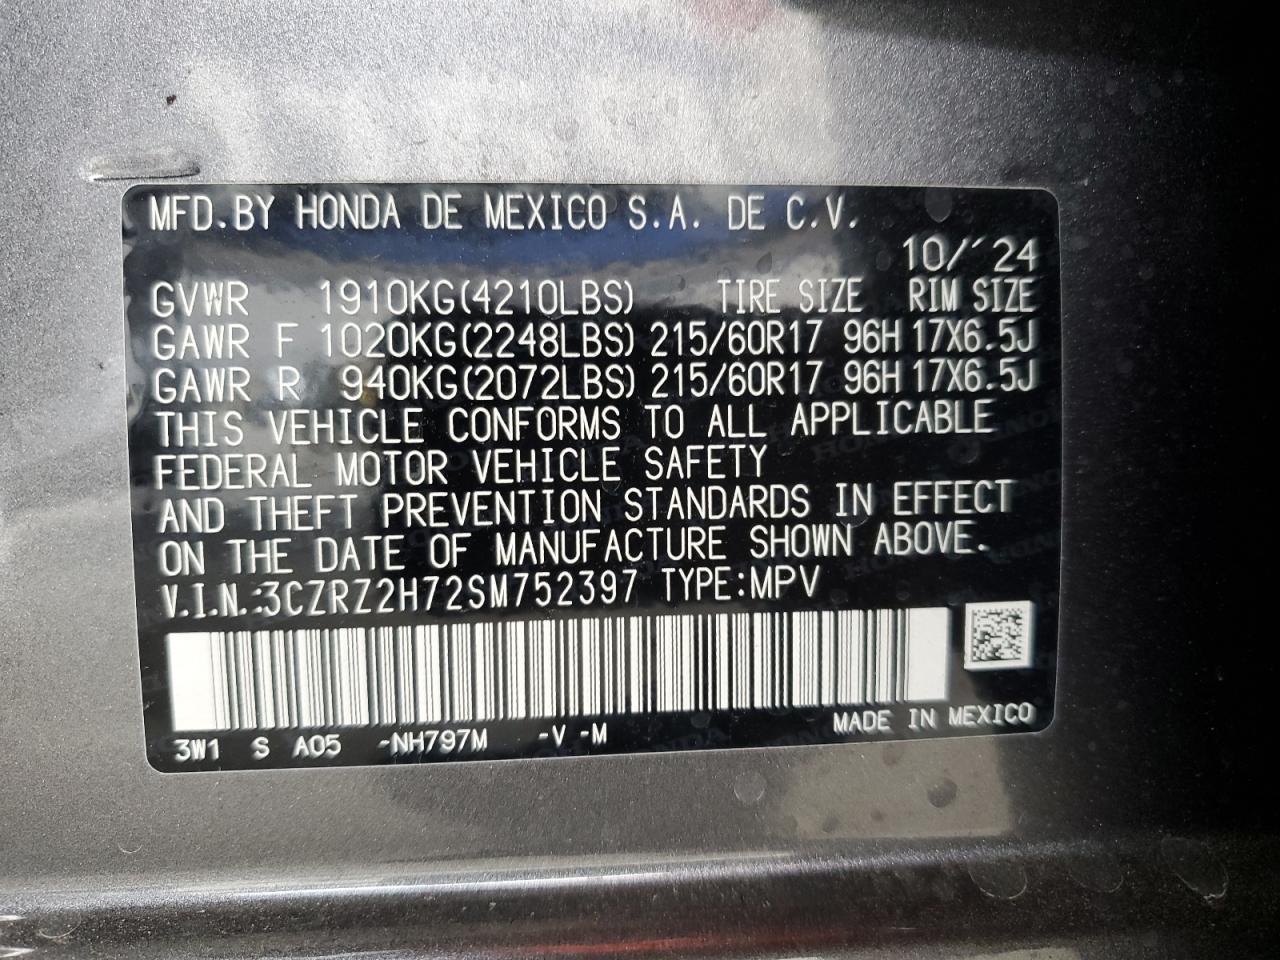 MFD.BY HONDA DE MEXICO S.A. DE C.V.
10/´24
GVWR 1910KG(4210LBS) TIRE SIZE RIM SIZE
GAWR F 1020KG(2248LBS) 215/60R17 96H 17X6.5J
GAWR R 940KG(2072LBS) 215/60R17 96H 17X6.5J
THIS VEHICLE CONFORMS TO ALL APPLICABLE
FEDERAL MOTOR VEHICLE SAFETY
AND THEFT PREVENTION STANDARDS IN EFFECT
ON THE DATE OF MANUFACTURE SHOWN ABOVE.
V.I.N.:3CZRZ2H72SM752397 TYPE:MPV
MADE IN MEXICO
3W1 S A05 -NH797M -V -M